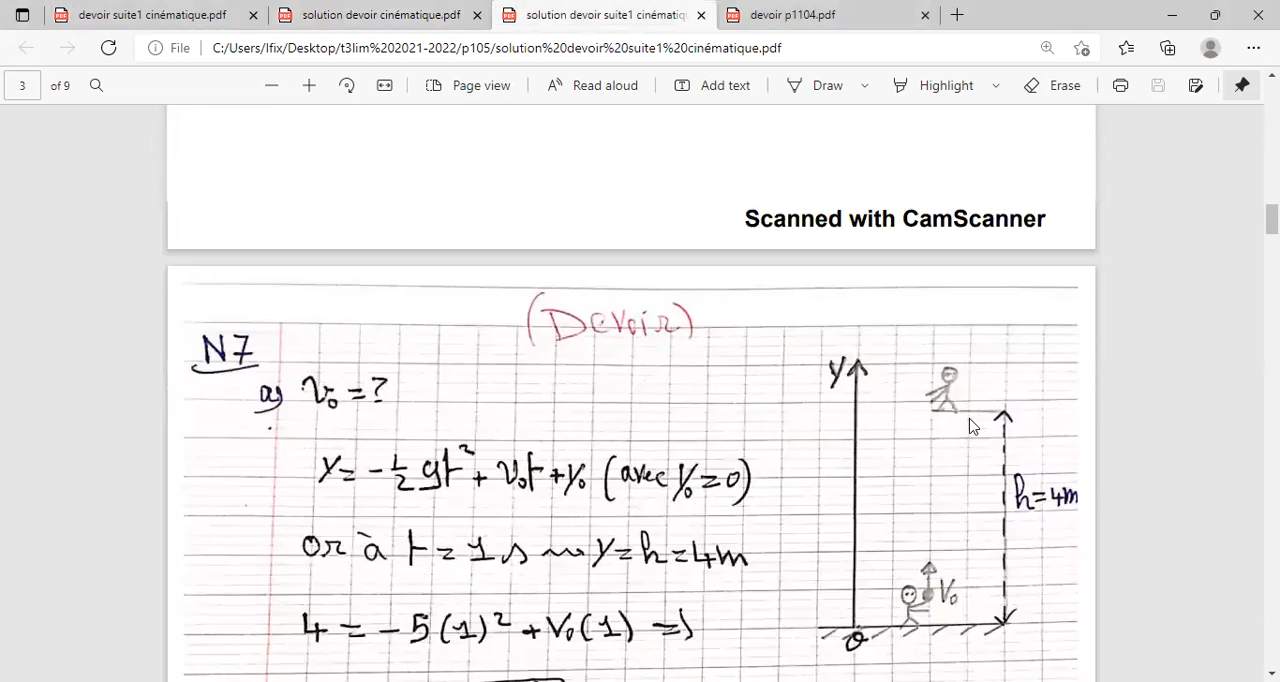 devoir suite1 cinématique.pdf
solution devoir cinématique.pdf
solution devoir suite1 cinématiq
devoir p1104.pdf
File
C:/Users/Ifix/Desktop/t3lim%202021-2022/p105/solution%20devoir%20suite1%20cinématique.pdf
3 of 9
Page view
Read aloud
Add text
Draw
Highlight
Erase
Scanned with CamScanner
(Devoir)
N7
a) V₀ = ?
y = -1/2 gt² + V₀t + y₀ (avec y₀ = 0)
or à t = 1 s ⇝ y = h = 4m
4 = -5(1)² + V₀(1) =>
y
h = 4m
V₀
O